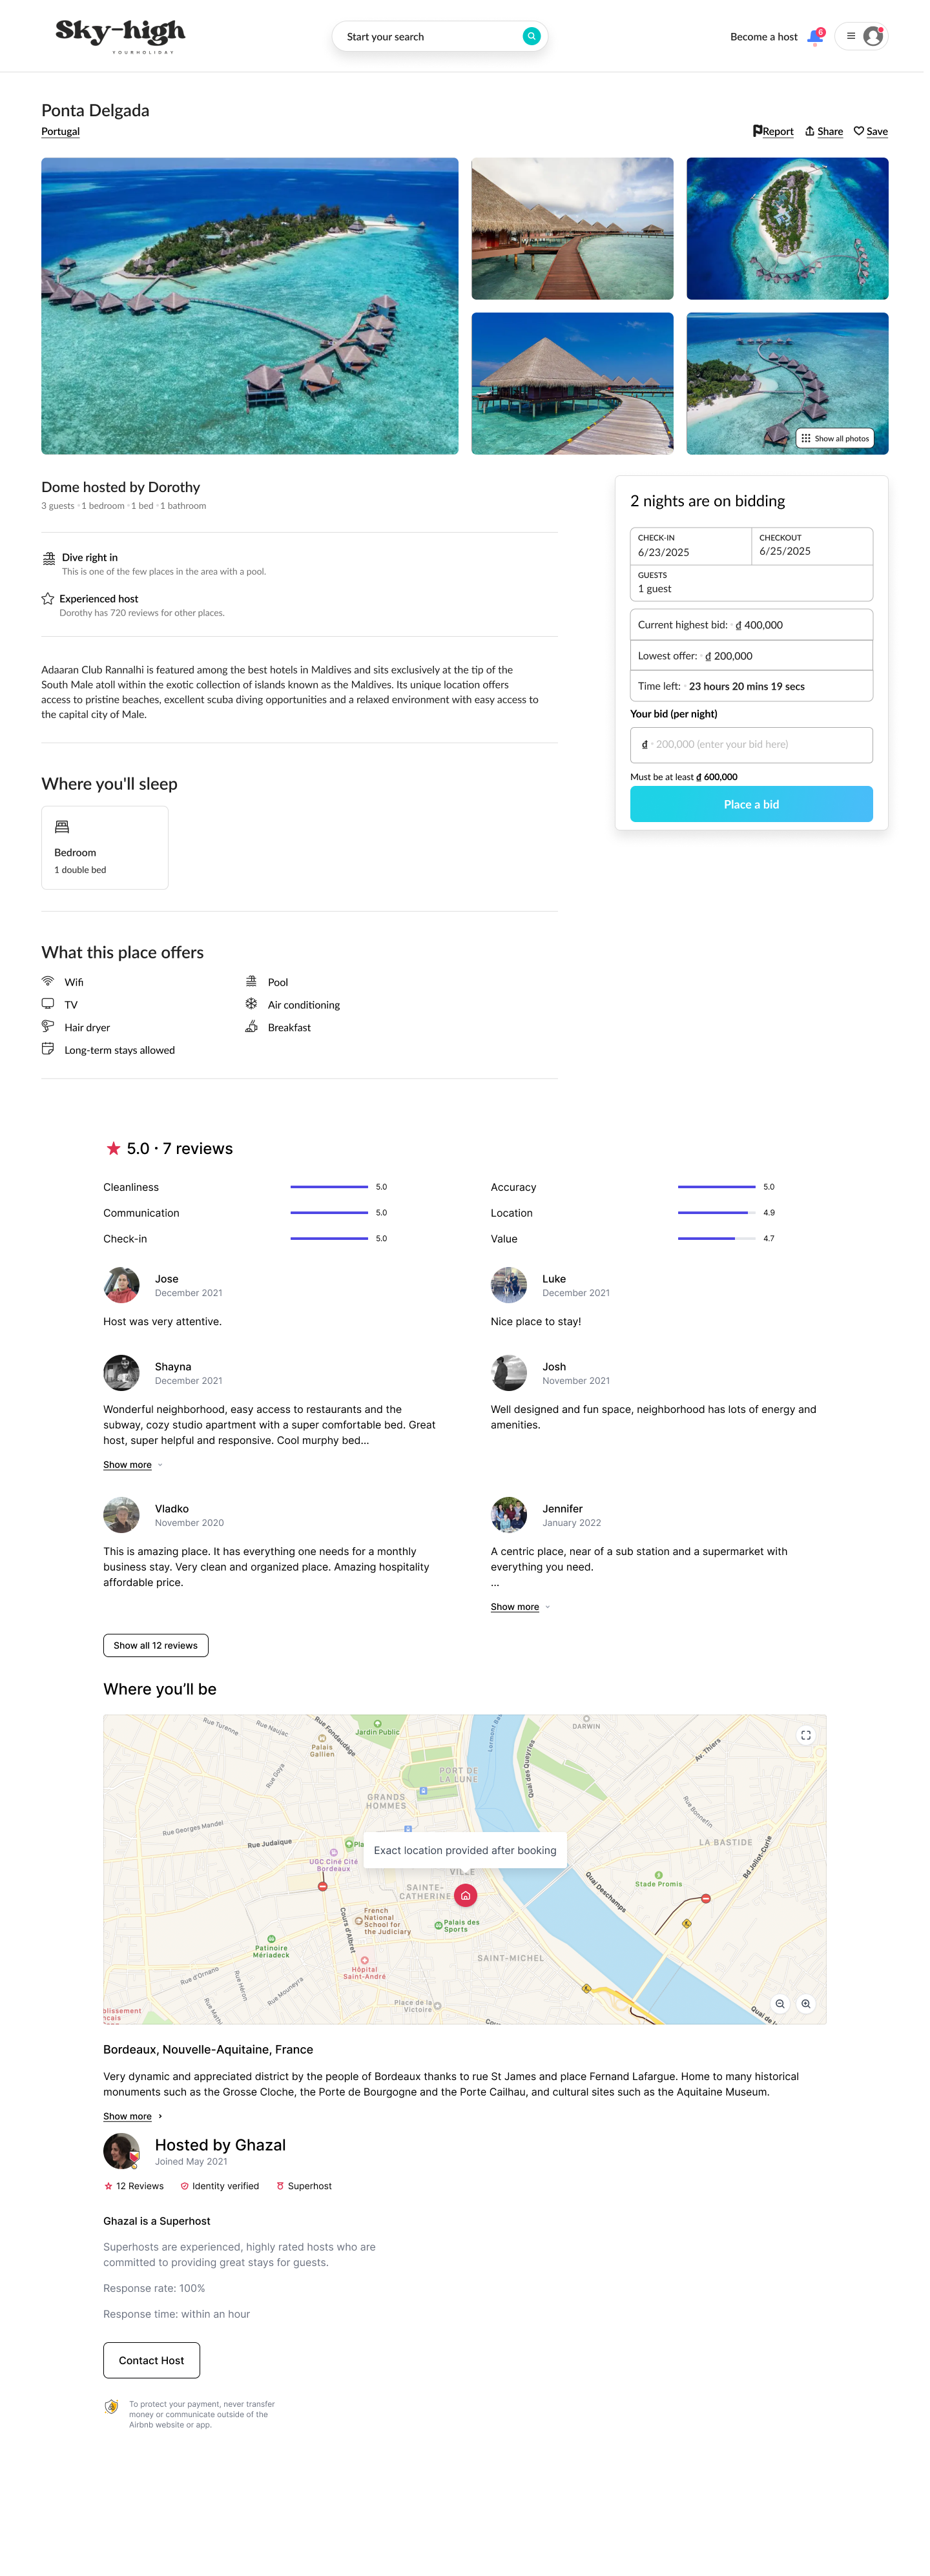 Sky-high
YOURHOLIDAY
Start your search
Become a host
6
Ponta Delgada
Portugal
Report
Share
Save
Show all photos
Dome hosted by Dorothy
3 guests · 1 bedroom · 1 bed · 1 bathroom
Dive right in
This is one of the few places in the area with a pool.
Experienced host
Dorothy has 720 reviews for other places.
Adaaran Club Rannalhi is featured among the best hotels in Maldives and sits exclusively at the tip of the
South Male atoll within the exotic collection of islands known as the Maldives. Its unique location offers
access to pristine beaches, excellent scuba diving opportunities and a relaxed environment with easy access to
the capital city of Male.
2 nights are on bidding
CHECK-IN
6/23/2025
CHECKOUT
6/25/2025
GUESTS
1 guest
Current highest bid: · ₫ 400,000
Lowest offer: · ₫ 200,000
Time left: · 23 hours 20 mins 19 secs
Your bid (per night)
₫ · 200,000 (enter your bid here)
Must be at least ₫ 600,000
Place a bid
Where you'll sleep
Bedroom
1 double bed
What this place offers
Wifi
Pool
TV
Air conditioning
Hair dryer
Breakfast
Long-term stays allowed
5.0 · 7 reviews
Cleanliness 5.0
Accuracy 5.0
Communication 5.0
Location 4.9
Check-in 5.0
Value 4.7
Jose
December 2021
Host was very attentive.
Luke
December 2021
Nice place to stay!
Shayna
December 2021
Wonderful neighborhood, easy access to restaurants and the
subway, cozy studio apartment with a super comfortable bed. Great
host, super helpful and responsive. Cool murphy bed...
Show more
Josh
November 2021
Well designed and fun space, neighborhood has lots of energy and
amenities.
Vladko
November 2020
This is amazing place. It has everything one needs for a monthly
business stay. Very clean and organized place. Amazing hospitality
affordable price.
Jennifer
January 2022
A centric place, near of a sub station and a supermarket with
everything you need.
...
Show more
Show all 12 reviews
Where you’ll be
Rue Turenne
Rue Naujac
Rue Fondaudège
Jardin Public
Palais
Gallien
DARWIN
Quai des Queyries
Av. Thiers
Rue Goya
PORT DE
LA LUNE
GRANDS
HOMMES
Rue Bonnefin
Rue Georges Mandel
Rue Judaïque
Pla
Exact location provided after booking
VILLE
LA BASTIDE
Bd Joliot-Curie
UGC Ciné Cité
Bordeaux
SAINTE-
CATHERINE
Stade Promis
Quai Deschamps
French
National
School for
the Judiciary
Cours d'Albret
Palais des
Sports
Patinoire
Mériadeck
SAINT-MICHEL
Hôpital
Saint-André
Rue d'Ornano
Rue Héron
Rue Mouneyra
Place de la
Victoire
blissement
Quai de
Bordeaux, Nouvelle-Aquitaine, France
Very dynamic and appreciated district by the people of Bordeaux thanks to rue St James and place Fernand Lafargue. Home to many historical
monuments such as the Grosse Cloche, the Porte de Bourgogne and the Porte Cailhau, and cultural sites such as the Aquitaine Museum.
Show more
Hosted by Ghazal
Joined May 2021
12 Reviews
Identity verified
Superhost
Ghazal is a Superhost
Superhosts are experienced, highly rated hosts who are
committed to providing great stays for guests.
Response rate: 100%
Response time: within an hour
Contact Host
To protect your payment, never transfer
money or communicate outside of the
Airbnb website or app.